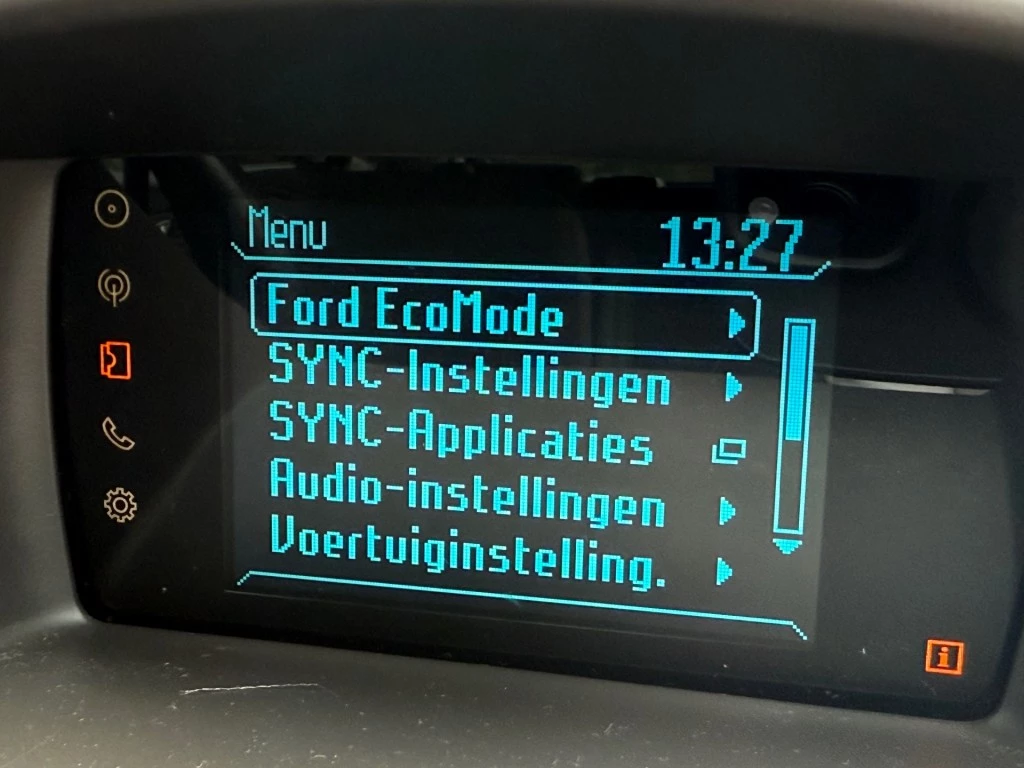 Menu 13:27
Ford EcoMode
SYNC-Instellingen
SYNC-Applicaties
Audio-instellingen
Voertuiginstelling.
i